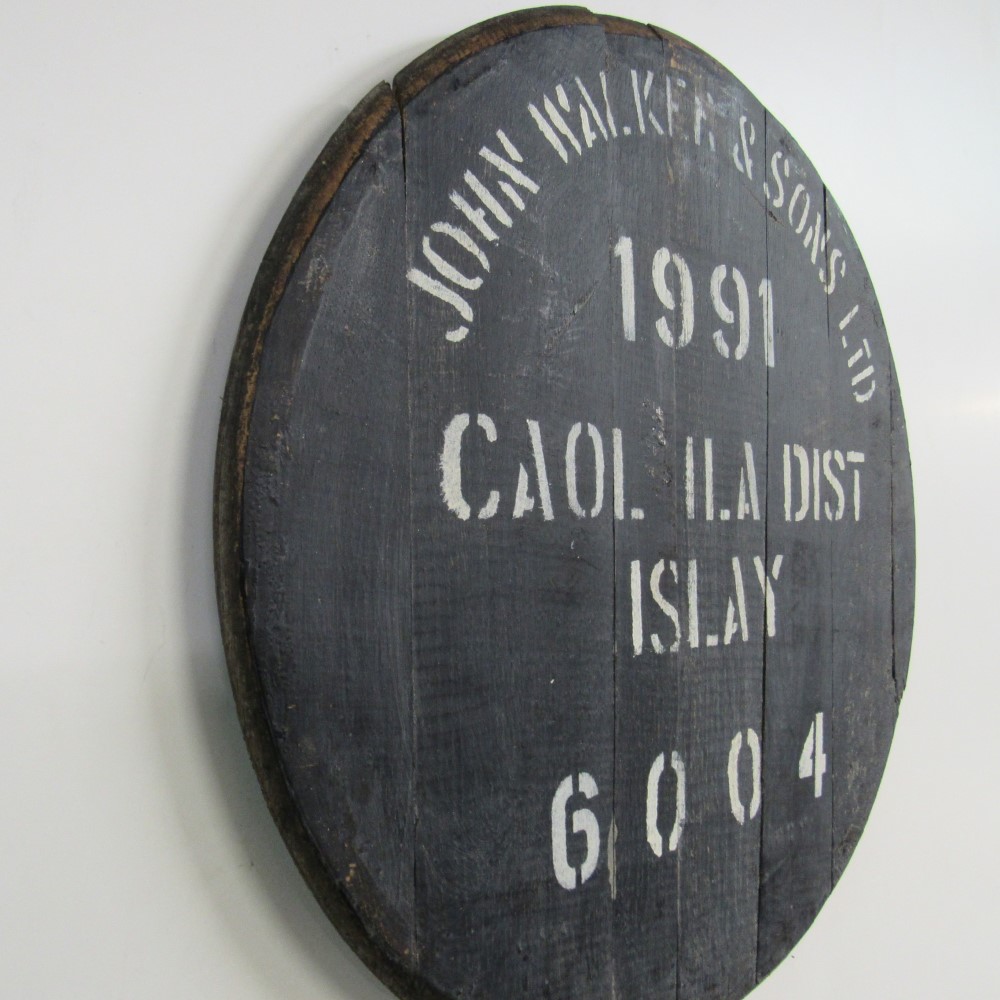 JOHN WALKER & SONS LTD
1991
CAOL ILA DIST
ISLAY
6004